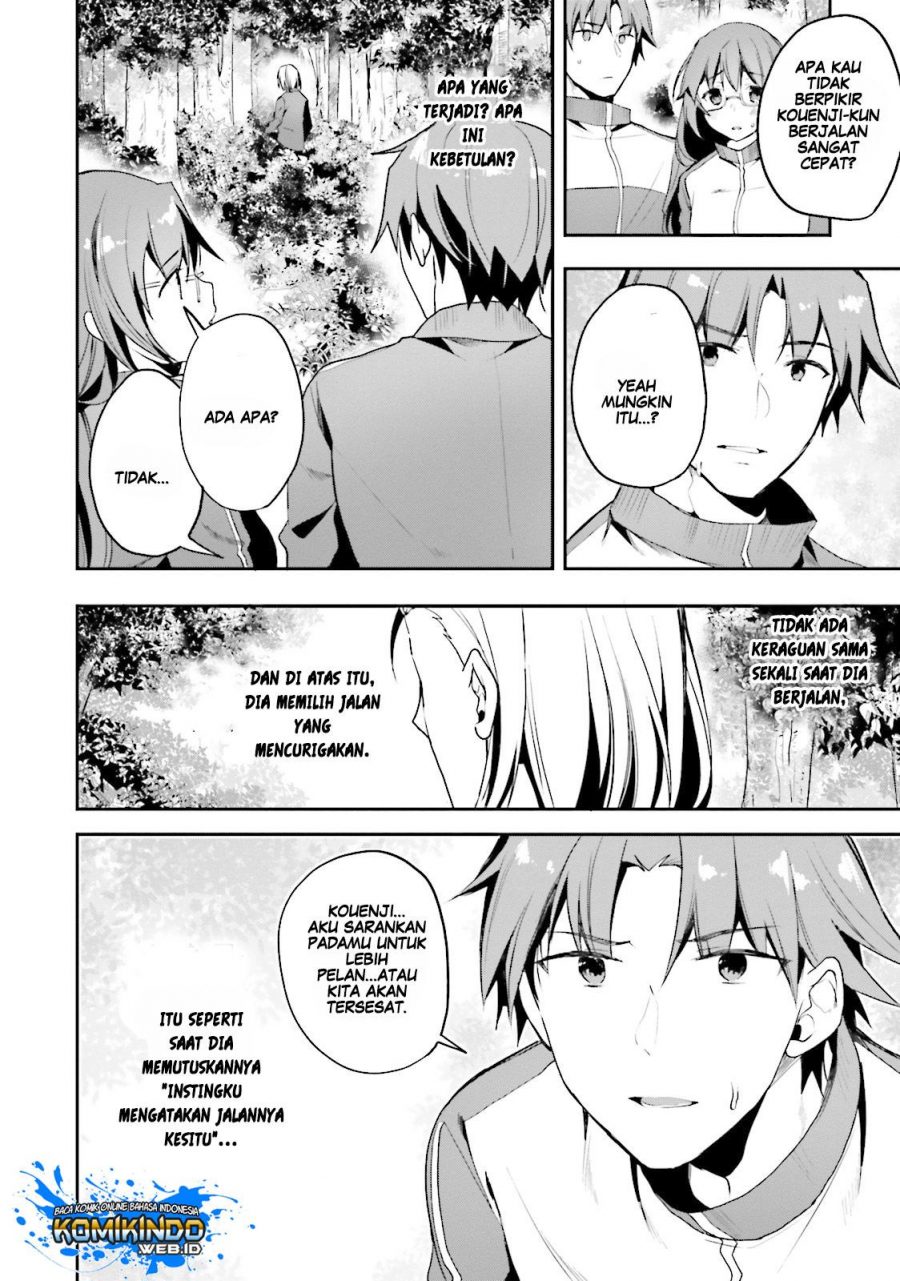 APA KAU
TIDAK
BERPIKIR
KOUENJI-KUN
BERJALAN
SANGAT
CEPAT?
YEAH
MUNGKIN
ITU...?
APA YANG
TERJADI? APA
INI
KEBETULAN?
ADA APA?
TIDAK...
TIDAK ADA
KERAGUAN SAMA
SEKALI SAAT DIA
BERJALAN,
DAN DI ATAS ITU,
DIA MEMILIH JALAN
YANG
MENCURIGAKAN.
KOUENJI...
AKU SARANKAN
PADAMU UNTUK
LEBIH
PELAN...ATAU
KITA AKAN
TERSESAT.
ITU SEPERTI
SAAT DIA
MEMUTUSKANNYA
"INSTINGKU
MENGATAKAN JALANNYA
KESITU"...
BACA KOMIK ONLINE BAHASA INDONESIA
KOMIKINDO
WEB.ID